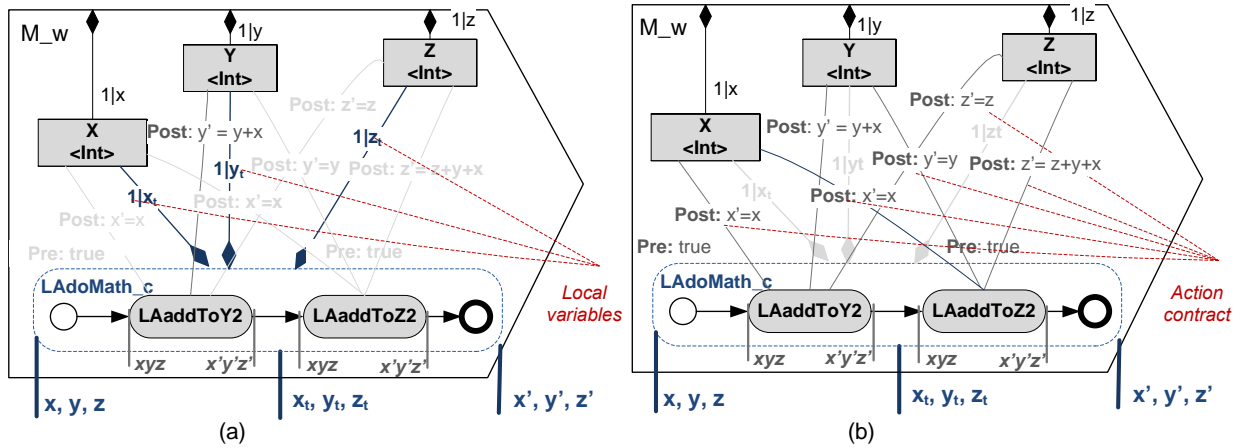 M_w
1|y
1|z
Y
<Int>
Z
<Int>
1|x
X
<Int>
Post: z'=z
Post: y' = y+x
1|zt
Post: y'=y
Post: z'= z+y+x
1|yt
1|xt
Post: x'=x
Post: x'=x
Pre: true
Pre: true
LAdoMath_c
LAaddToY2
LAaddToZ2
Local
variables
xyz
x'y'z'
xyz
x'y'z'
x, y, z
xt, yt, zt
x', y', z'
(a)
M_w
1|y
1|z
Y
<Int>
Z
<Int>
1|x
X
<Int>
Post: z'=z
Post: y' = y+x
1|zt
Post: y'=y
Post: z'= z+y+x
1|yt
1|xt
Post: x'=x
Post: x'=x
Pre: true
Pre: true
LAdoMath_c
LAaddToY2
LAaddToZ2
Action
contract
xyz
x'y'z'
xyz
x'y'z'
x, y, z
xt, yt, zt
x', y', z'
(b)